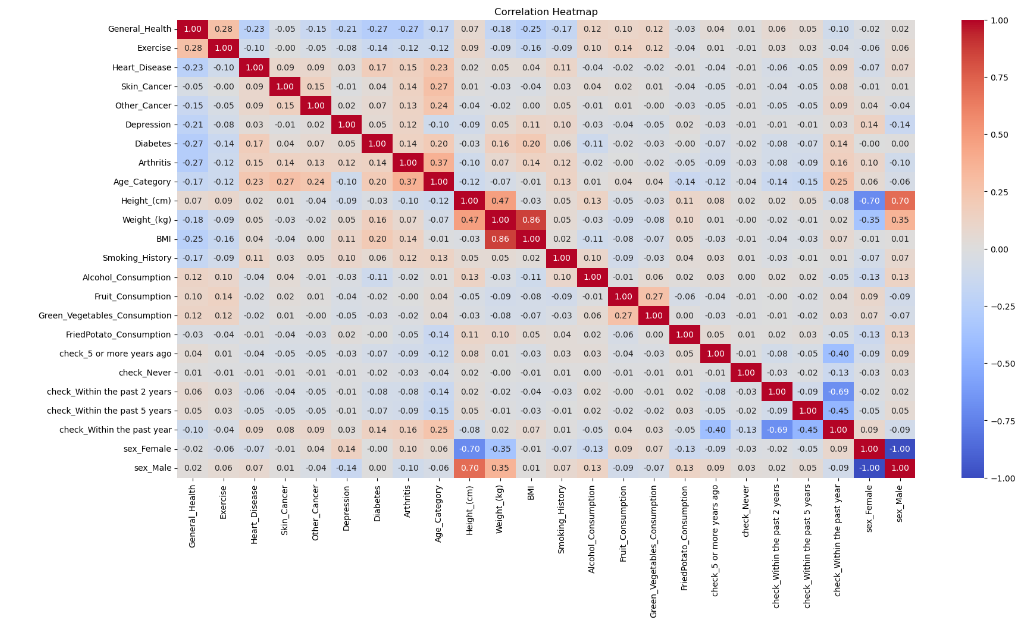 Correlation Heatmap
General_Health 1.00 0.28 -0.23 -0.05 -0.15 -0.21 -0.27 -0.27 -0.17 0.07 -0.18 -0.25 -0.17 0.12 0.10 0.12 -0.03 0.04 0.01 0.06 0.05 -0.10 -0.02 0.02
Exercise 0.28 1.00 -0.10 -0.00 -0.05 -0.08 -0.14 -0.12 -0.12 0.09 -0.09 -0.16 -0.09 0.10 0.14 0.12 -0.04 0.01 -0.01 0.03 0.03 -0.04 -0.06 0.06
Heart_Disease -0.23 -0.10 1.00 0.09 0.09 0.03 0.17 0.15 0.23 0.02 0.05 0.04 0.11 -0.04 -0.02 -0.02 -0.01 -0.04 -0.01 -0.06 -0.05 0.09 -0.07 0.07
Skin_Cancer -0.05 -0.00 0.09 1.00 0.15 -0.01 0.04 0.14 0.27 0.01 -0.03 -0.04 0.03 0.04 0.02 0.01 -0.04 -0.05 -0.01 -0.04 -0.05 0.08 -0.01 0.01
Other_Cancer -0.15 -0.05 0.09 0.15 1.00 0.02 0.07 0.13 0.24 -0.04 -0.02 0.00 0.05 -0.01 0.01 -0.00 -0.03 -0.05 -0.01 -0.05 -0.05 0.09 0.04 -0.04
Depression -0.21 -0.08 0.03 -0.01 0.02 1.00 0.05 0.12 -0.10 -0.09 0.05 0.11 0.10 -0.03 -0.04 -0.05 0.02 -0.03 -0.01 -0.01 -0.01 0.03 0.14 -0.14
Diabetes -0.27 -0.14 0.17 0.04 0.07 0.05 1.00 0.14 0.20 -0.03 0.16 0.20 0.06 -0.11 -0.02 -0.03 -0.00 -0.07 -0.02 -0.08 -0.07 0.14 -0.00 0.00
Arthritis -0.27 -0.12 0.15 0.14 0.13 0.12 0.14 1.00 0.37 -0.10 0.07 0.14 0.12 -0.02 -0.00 -0.02 -0.05 -0.09 -0.02 -0.08 -0.09 0.16 0.10 -0.10
Age_Category -0.17 -0.12 0.23 0.27 0.24 -0.10 0.20 0.37 1.00 -0.12 -0.07 -0.01 0.13 0.01 0.04 0.04 -0.14 -0.12 -0.04 -0.14 -0.15 0.25 0.06 -0.06
Height_(cm) 0.07 0.09 0.02 0.01 -0.04 -0.09 -0.03 -0.10 -0.12 1.00 0.47 -0.03 0.05 0.13 -0.05 -0.03 0.11 0.08 0.02 0.02 0.05 -0.08 -0.70 0.70
Weight_(kg) -0.18 -0.09 0.05 -0.03 -0.02 0.05 0.16 0.07 -0.07 0.47 1.00 0.86 0.05 -0.03 -0.09 -0.08 0.10 0.01 -0.00 -0.02 -0.01 0.02 -0.35 0.35
BMI -0.25 -0.16 0.04 -0.04 0.00 0.11 0.20 0.14 -0.01 -0.03 0.86 1.00 0.02 -0.11 -0.08 -0.07 0.05 -0.03 -0.01 -0.04 -0.03 0.07 -0.01 0.01
Smoking_History -0.17 -0.09 0.11 0.03 0.05 0.10 0.06 0.12 0.13 0.05 0.05 0.02 1.00 0.10 -0.09 -0.03 0.04 0.03 0.01 -0.03 -0.01 0.01 -0.07 0.07
Alcohol_Consumption 0.12 0.10 -0.04 0.04 -0.01 -0.03 -0.11 -0.02 0.01 0.13 -0.03 -0.11 0.10 1.00 -0.01 0.06 0.02 0.03 0.00 0.02 0.02 -0.05 -0.13 0.13
Fruit_Consumption 0.10 0.14 -0.02 0.02 0.01 -0.04 -0.02 -0.00 0.04 -0.05 -0.09 -0.08 -0.09 -0.01 1.00 0.27 -0.06 -0.04 -0.01 -0.00 -0.02 0.04 0.09 -0.09
Green_Vegetables_Consumption 0.12 0.12 -0.02 0.01 -0.00 -0.05 -0.03 -0.02 0.04 -0.03 -0.08 -0.07 -0.03 0.06 0.27 1.00 0.00 -0.03 -0.01 -0.01 -0.02 0.03 0.07 -0.07
FriedPotato_Consumption -0.03 -0.04 -0.01 -0.04 -0.03 0.02 -0.00 -0.05 -0.14 0.11 0.10 0.05 0.04 0.02 -0.06 0.00 1.00 0.05 0.01 0.02 0.03 -0.05 -0.13 0.13
check_5 or more years ago 0.04 0.01 -0.04 -0.05 -0.05 -0.03 -0.07 -0.09 -0.12 0.08 0.01 -0.03 0.03 0.03 -0.04 -0.03 0.05 1.00 -0.01 -0.08 -0.05 -0.40 -0.09 0.09
check_Never 0.01 -0.01 -0.01 -0.01 -0.01 -0.01 -0.02 -0.02 -0.04 0.02 -0.00 -0.01 0.01 0.00 -0.01 -0.01 0.01 -0.01 1.00 -0.03 -0.02 -0.13 -0.03 0.03
check_Within the past 2 years 0.06 0.03 -0.06 -0.04 -0.05 -0.01 -0.08 -0.08 -0.14 0.02 -0.02 -0.04 -0.03 0.02 -0.00 -0.01 0.02 -0.08 -0.03 1.00 -0.09 -0.69 -0.02 0.02
check_Within the past 5 years 0.05 0.03 -0.05 -0.05 -0.05 -0.01 -0.07 -0.09 -0.15 0.05 -0.01 -0.03 -0.01 0.02 -0.02 -0.02 0.03 -0.05 -0.02 -0.09 1.00 -0.45 -0.05 0.05
check_Within the past year -0.10 -0.04 0.09 0.08 0.09 0.03 0.14 0.16 0.25 -0.08 0.02 0.07 0.01 -0.05 0.04 0.03 -0.05 -0.40 -0.13 -0.69 -0.45 1.00 0.09 -0.09
sex_Female -0.02 -0.06 -0.07 -0.01 0.04 0.14 -0.00 0.10 0.06 -0.70 -0.35 -0.01 -0.07 -0.13 0.09 0.07 -0.13 -0.09 -0.03 -0.02 -0.05 0.09 1.00 -1.00
sex_Male 0.02 0.06 0.07 0.01 -0.04 -0.14 0.00 -0.10 -0.06 0.70 0.35 0.01 0.07 0.13 -0.09 -0.07 0.13 0.09 0.03 0.02 0.05 -0.09 -1.00 1.00
General_Health
Exercise
Heart_Disease
Skin_Cancer
Other_Cancer
Depression
Diabetes
Arthritis
Age_Category
Height_(cm)
Weight_(kg)
BMI
Smoking_History
Alcohol_Consumption
Fruit_Consumption
Green_Vegetables_Consumption
FriedPotato_Consumption
check_5 or more years ago
check_Never
check_Within the past 2 years
check_Within the past 5 years
check_Within the past year
sex_Female
sex_Male
1.00
0.75
0.50
0.25
0.00
−0.25
−0.50
−0.75
−1.00